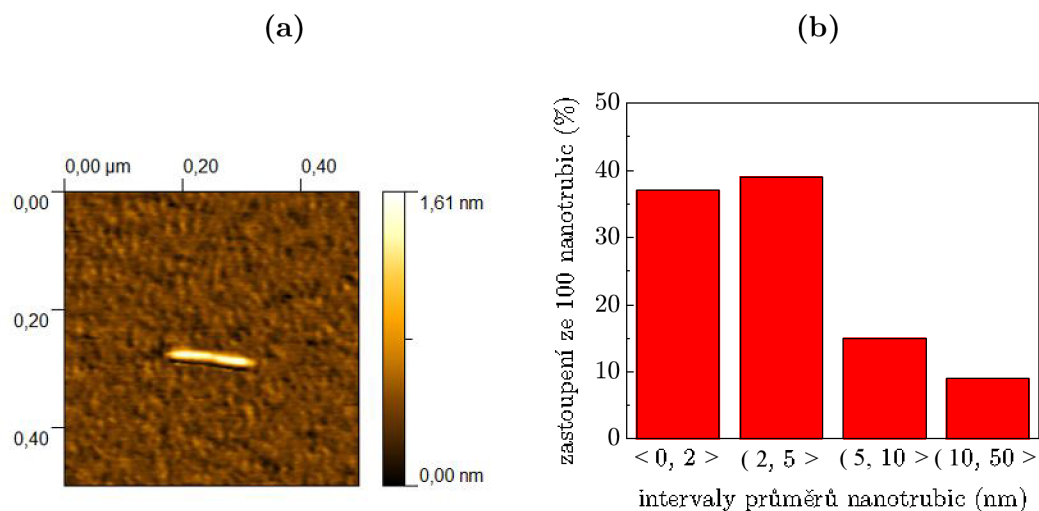 (a)
0,00 µm 0,20 0,40
0,00
0,20
0,40
1,61 nm
0,00 nm
(b)
zastoupení ze 100 nanotrubic (%)
50
40
30
20
10
0
< 0, 2 > ( 2, 5 > ( 5, 10 > ( 10, 50 >
intervaly průměrů nanotrubic (nm)